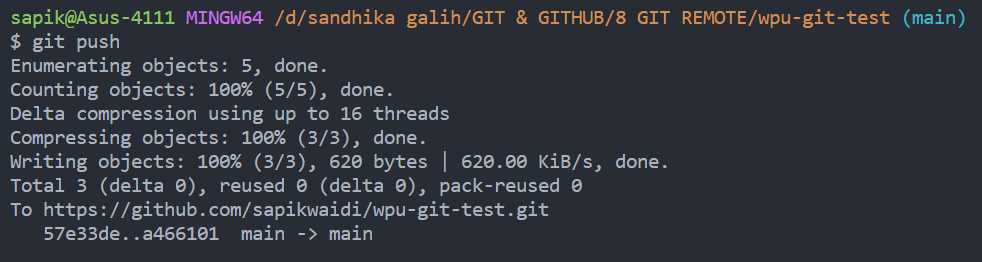 sapik@Asus-4111 MINGW64 /d/sandhika galih/GIT & GITHUB/8 GIT REMOTE/wpu-git-test (main)
$ git push
Enumerating objects: 5, done.
Counting objects: 100% (5/5), done.
Delta compression using up to 16 threads
Compressing objects: 100% (3/3), done.
Writing objects: 100% (3/3), 620 bytes | 620.00 KiB/s, done.
Total 3 (delta 0), reused 0 (delta 0), pack-reused 0
To https://github.com/sapikwaidi/wpu-git-test.git
   57e33de..a466101  main -> main